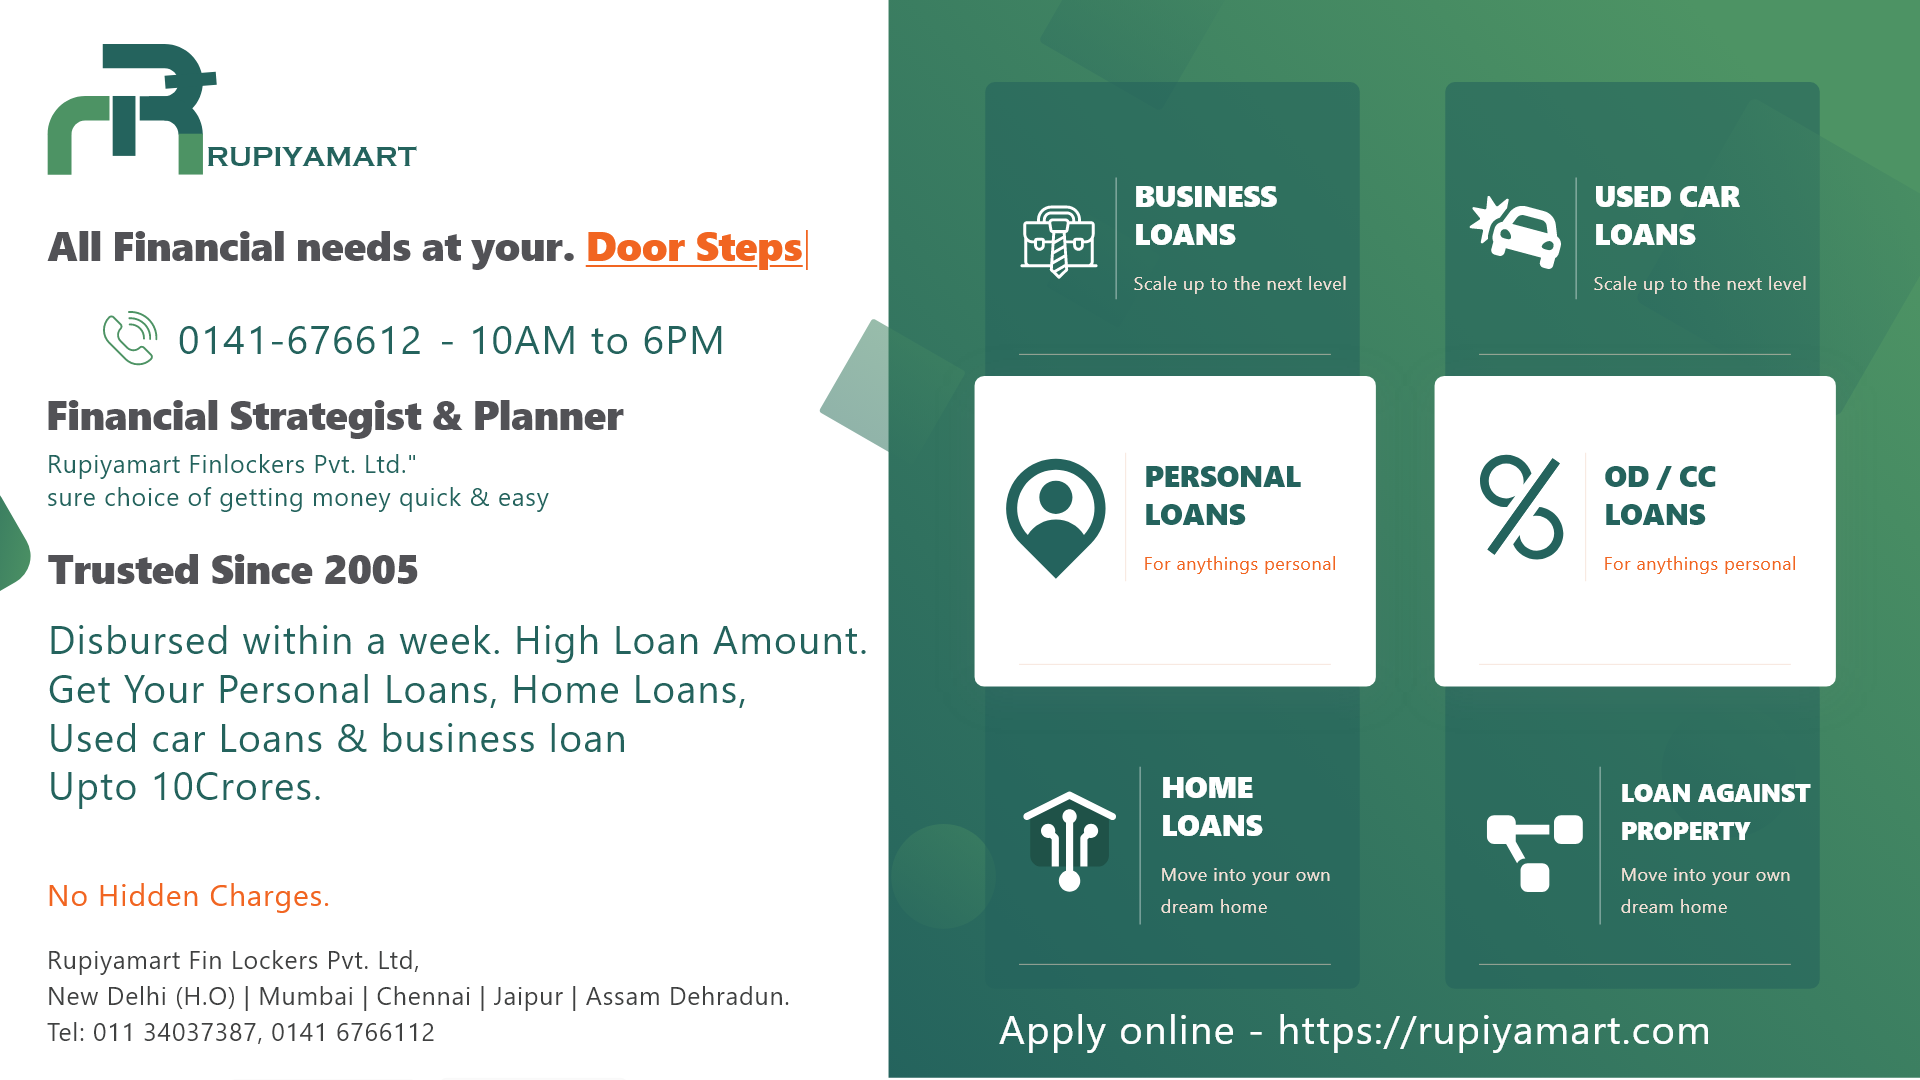 RUPIYAMART
All Financial needs at your. Door Steps
0141-676612 - 10AM to 6PM
Financial Strategist & Planner
Rupiyamart Finlockers Pvt. Ltd."
sure choice of getting money quick & easy
Trusted Since 2005
Disbursed within a week. High Loan Amount.
Get Your Personal Loans, Home Loans,
Used car Loans & business loan
Upto 10Crores.
No Hidden Charges.
Rupiyamart Fin Lockers Pvt. Ltd,
New Delhi (H.O) | Mumbai | Chennai | Jaipur | Assam Dehradun.
Tel: 011 34037387, 0141 6766112
BUSINESS
LOANS
Scale up to the next level
USED CAR
LOANS
Scale up to the next level
PERSONAL
LOANS
For anythings personal
OD / CC
LOANS
For anythings personal
HOME
LOANS
Move into your own
dream home
LOAN AGAINST
PROPERTY
Move into your own
dream home
Apply online - https://rupiyamart.com